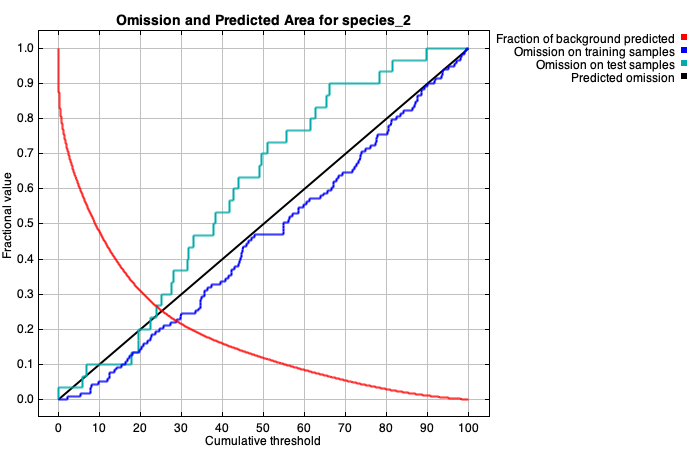 Omission and Predicted Area for species_2
Fraction of background predicted
Omission on training samples
Omission on test samples
Predicted omission
Fractional value
1.0
0.9
0.8
0.7
0.6
0.5
0.4
0.3
0.2
0.1
0.0
0 10 20 30 40 50 60 70 80 90 100
Cumulative threshold